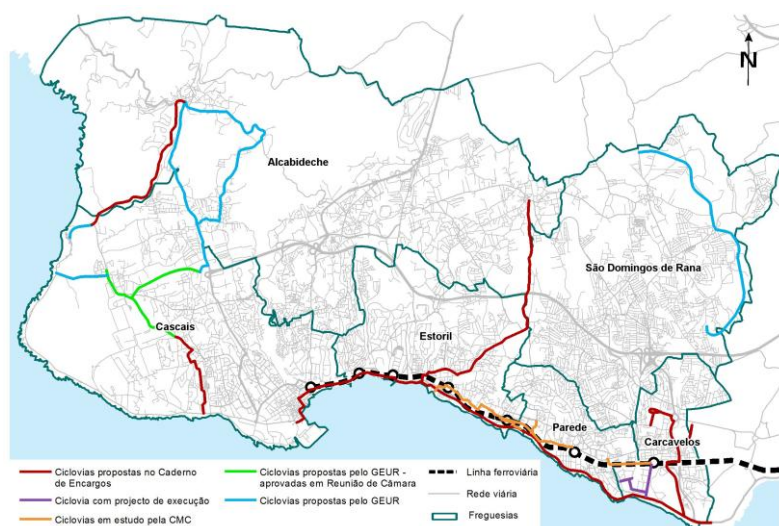 N
Alcabideche
São Domingos de Rana
Cascais
Estoril
Parede
Carcavelos
Ciclovias propostas no Caderno
de Encargos
Ciclovia com projecto de execução
Ciclovias em estudo pela CMC
Ciclovias propostas pelo GEUR -
aprovadas em Reunião de Câmara
Ciclovias propostas pelo GEUR
Linha ferroviária
Rede viária
Freguesias